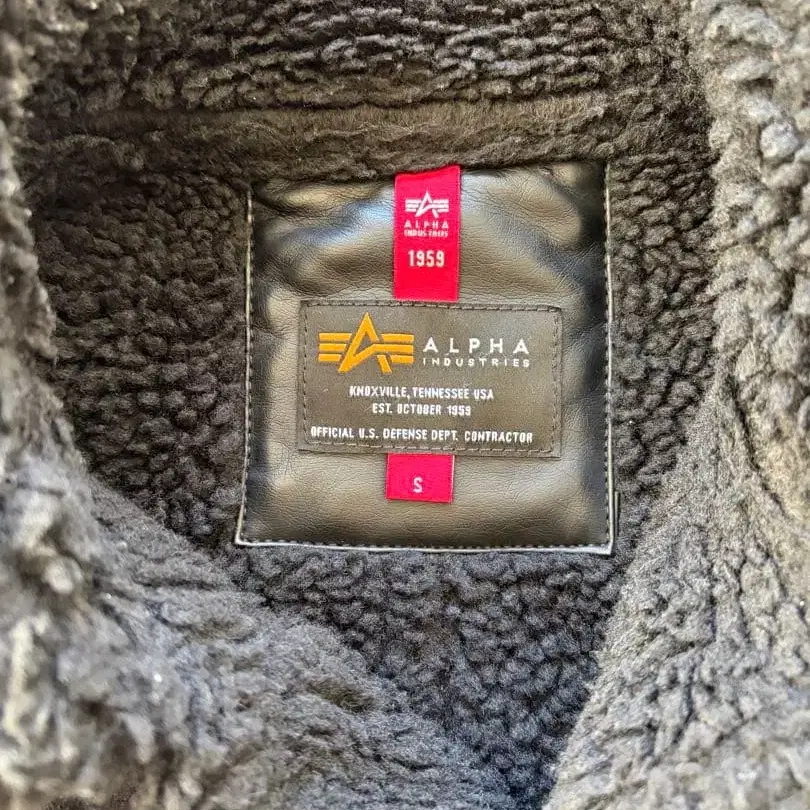 ALPHA
INDUSTRIES
1959
ALPHA
INDUSTRIES
KNOXVILLE, TENNESSEE USA
EST. OCTOBER 1959
OFFICIAL U.S. DEFENSE DEPT. CONTRACTOR
S